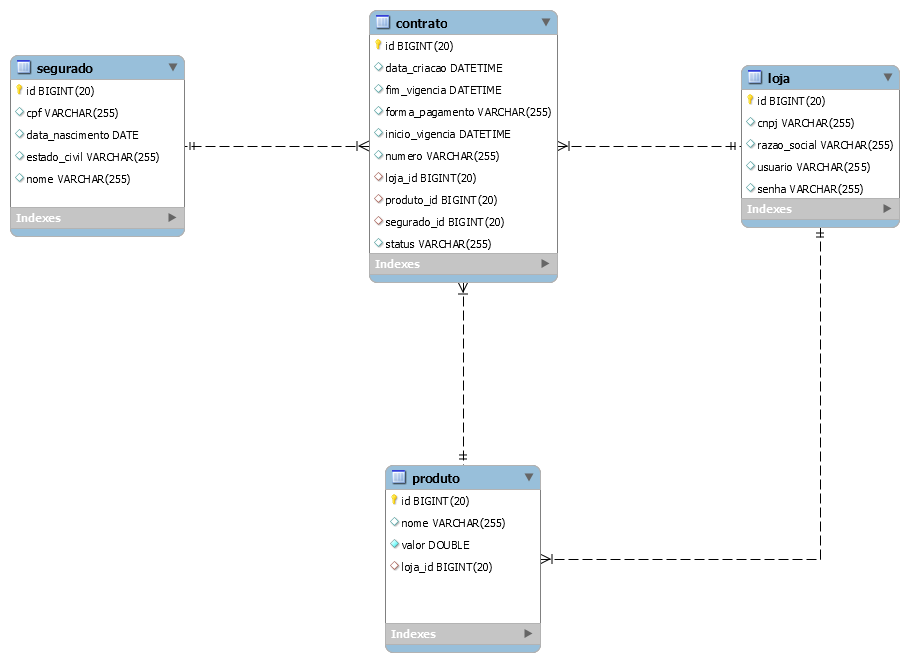 segurado
id BIGINT(20)
cpf VARCHAR(255)
data_nascimento DATE
estado_civil VARCHAR(255)
nome VARCHAR(255)
Indexes
contrato
id BIGINT(20)
data_criacao DATETIME
fim_vigencia DATETIME
forma_pagamento VARCHAR(255)
inicio_vigencia DATETIME
numero VARCHAR(255)
loja_id BIGINT(20)
produto_id BIGINT(20)
segurado_id BIGINT(20)
status VARCHAR(255)
Indexes
loja
id BIGINT(20)
cnpj VARCHAR(255)
razao_social VARCHAR(255)
usuario VARCHAR(255)
senha VARCHAR(255)
Indexes
produto
id BIGINT(20)
nome VARCHAR(255)
valor DOUBLE
loja_id BIGINT(20)
Indexes